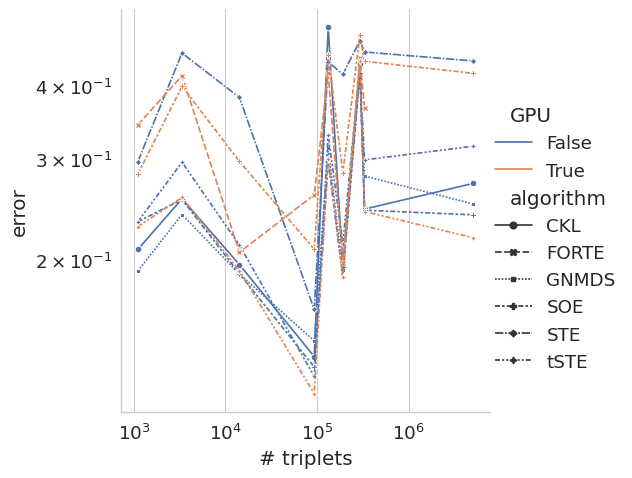 4 × 10⁻¹
3 × 10⁻¹
2 × 10⁻¹
error
10³ 10⁴ 10⁵ 10⁶
# triplets
GPU
False
True
algorithm
CKL
FORTE
GNMDS
SOE
STE
tSTE